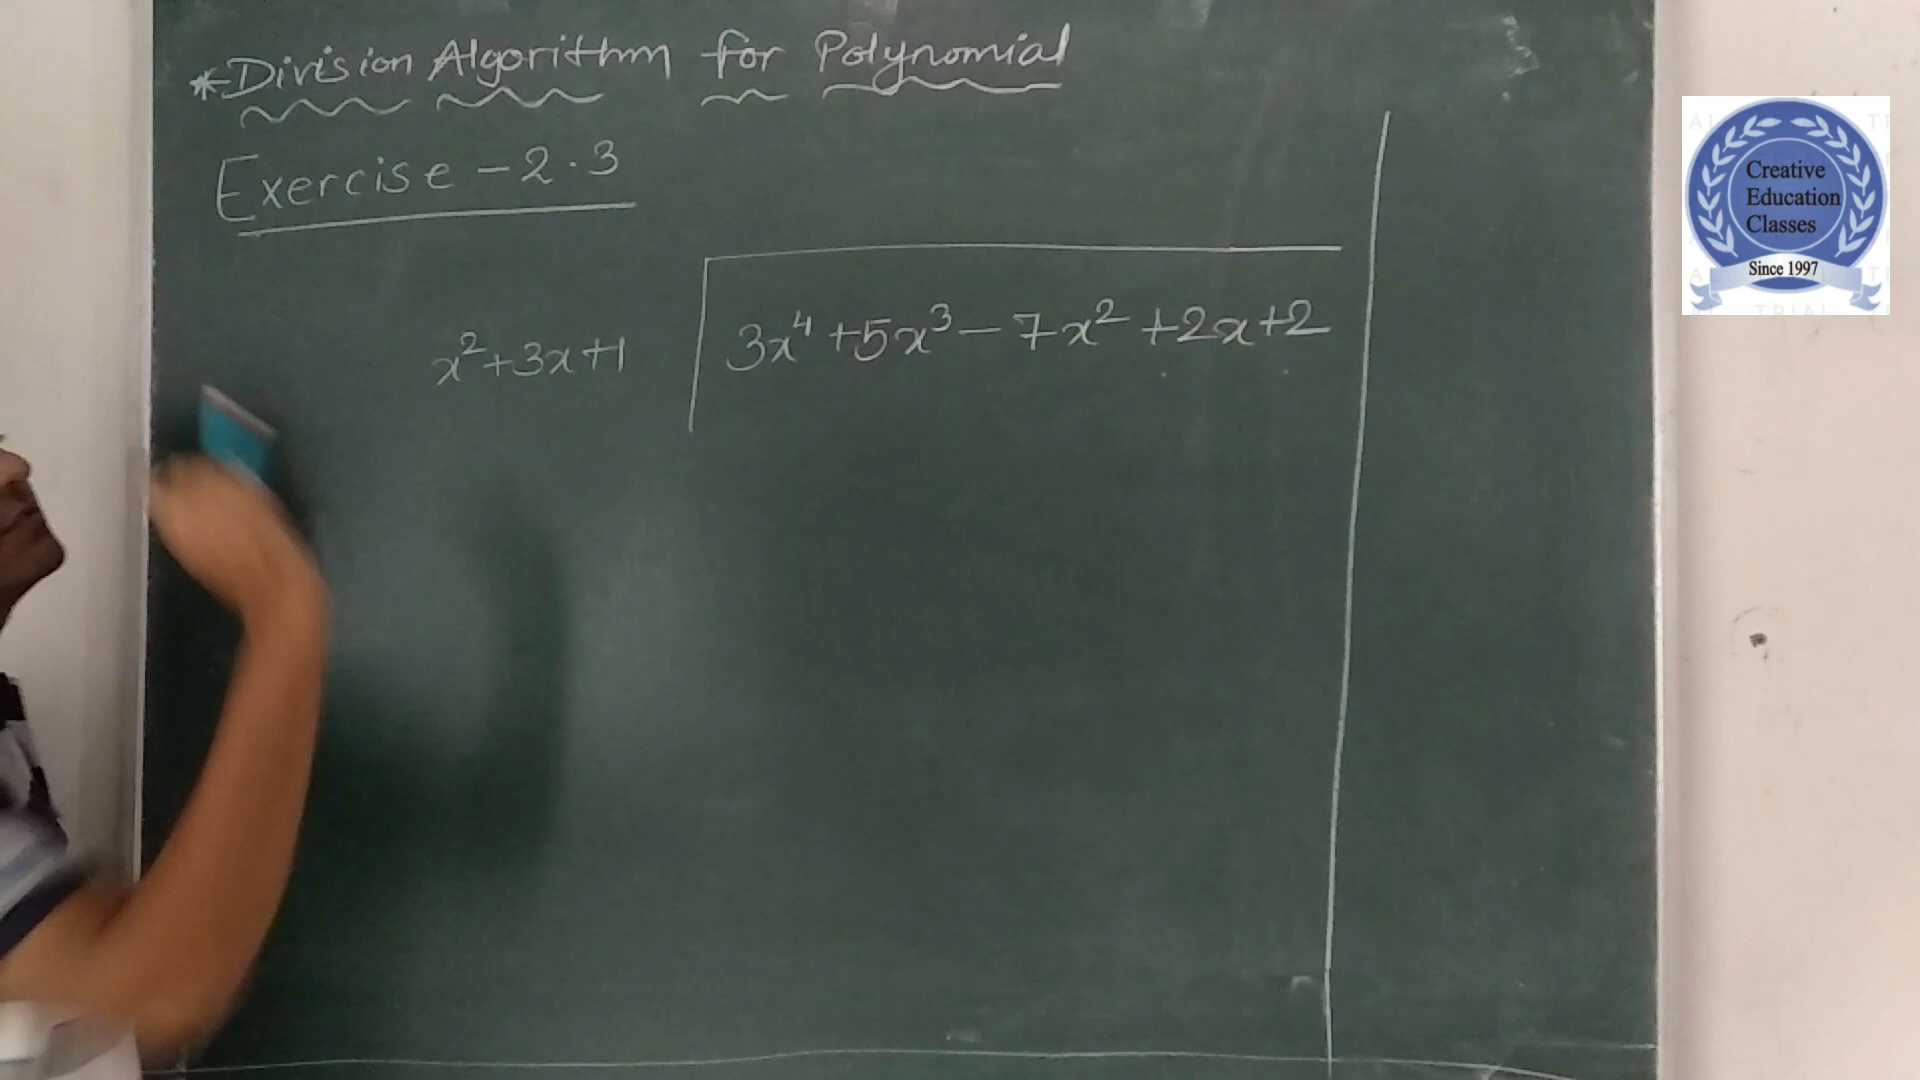 *Division Algorithm for Polynomial
Exercise - 2.3
x²+3x+1 3x⁴+5x³-7x²+2x+2
Creative
Education
Classes
Since 1997
TRIAL